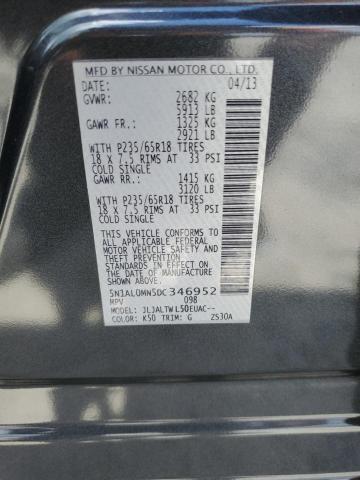 MFD BY NISSAN MOTOR CO., LTD.
DATE: 04/13
GVWR: 2682 KG
5913 LB
GAWR FR.: 1325 KG
2921 LB
WITH P235/65R18 TIRES
18 X 7.5 RIMS AT 33 PSI
COLD SINGLE
GAWR RR.: 1415 KG
3120 LB
WITH P235/65R18 TIRES
18 X 7.5 RIMS AT 33 PSI
COLD SINGLE
THIS VEHICLE CONFORMS
TO ALL APPLICABLE
FEDERAL MOTOR VEHICLE
SAFETY STANDARDS
IN EFFECT ON THE
DATE OF MANUFACTURE
SHOWN ABOVE.
5N1AL0MN5DC346952
MPV 098
MODEL: JLJALTWL50EUAC--
COLOR: K50 TRIM: G ZS30A